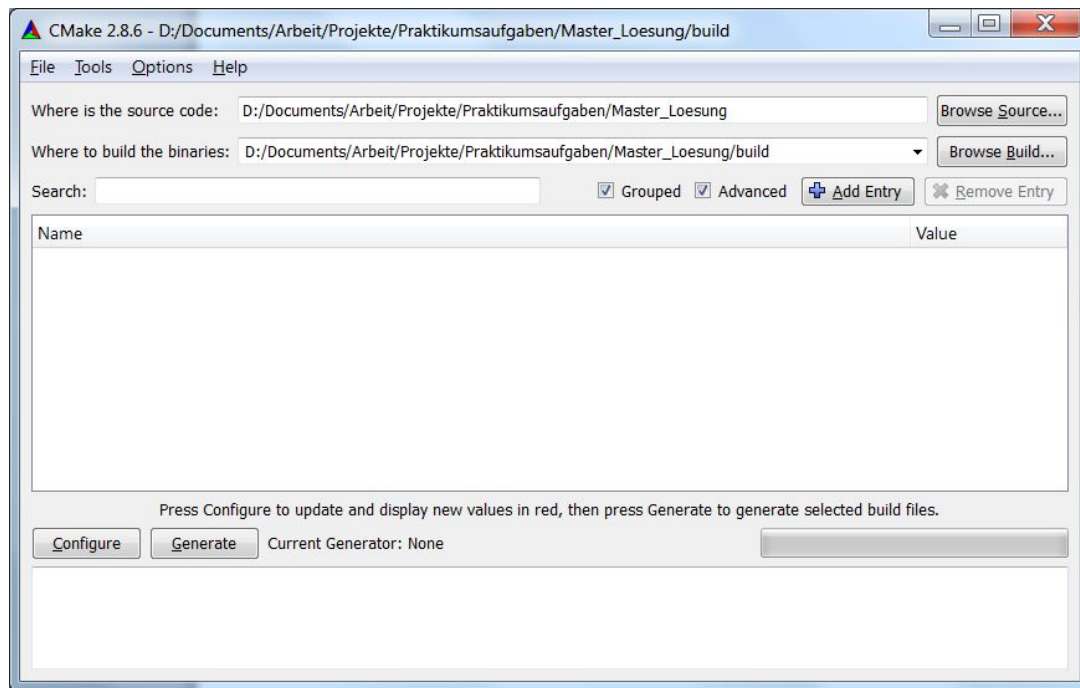 CMake 2.8.6 - D:/Documents/Arbeit/Projekte/Praktikumsaufgaben/Master_Loesung/build
File Tools Options Help
Where is the source code: D:/Documents/Arbeit/Projekte/Praktikumsaufgaben/Master_Loesung Browse Source...
Where to build the binaries: D:/Documents/Arbeit/Projekte/Praktikumsaufgaben/Master_Loesung/build Browse Build...
Search: Grouped Advanced Add Entry Remove Entry
Name Value
Press Configure to update and display new values in red, then press Generate to generate selected build files.
Configure Generate Current Generator: None